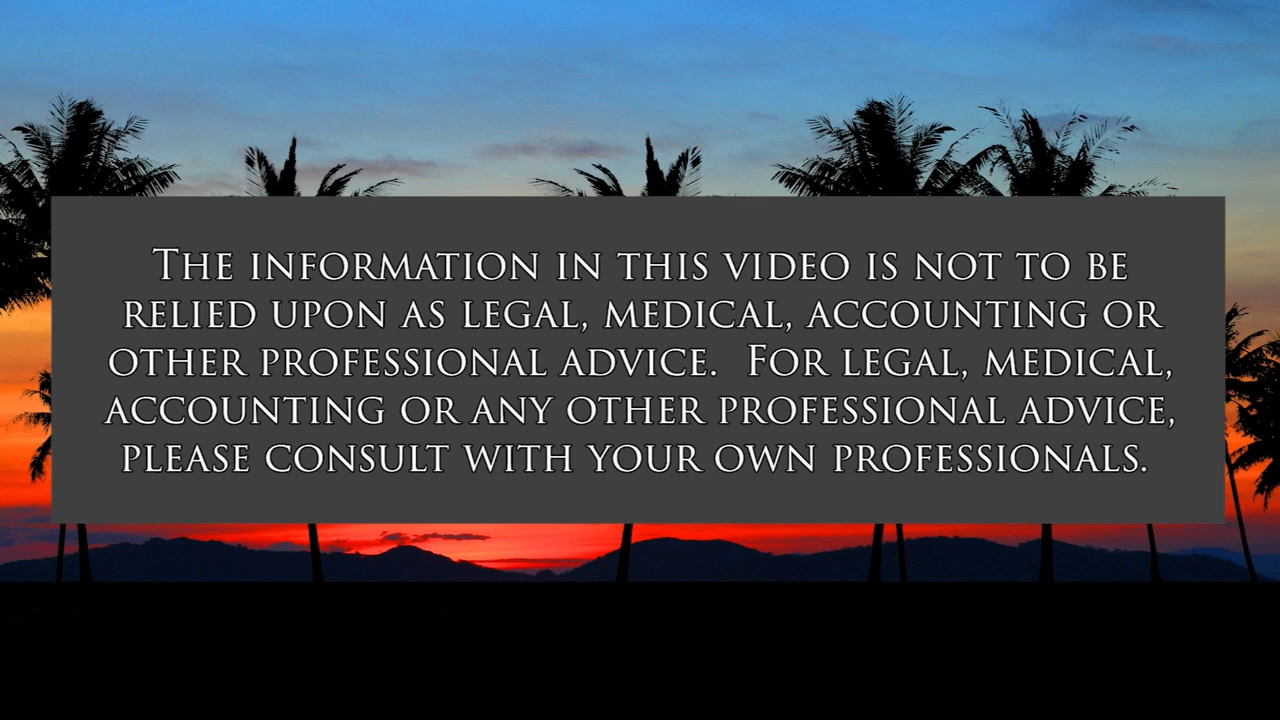 The information in this video is not to be
relied upon as legal, medical, accounting or
other professional advice.  For legal, medical,
accounting or any other professional advice,
please consult with your own professionals.